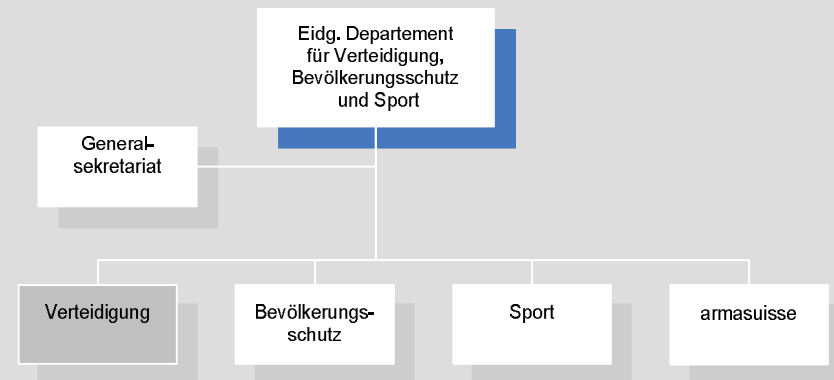 Eidg. Departement
für Verteidigung,
Bevölkerungsschutz
und Sport
General-
sekretariat
Verteidigung
Bevölkerungs-
schutz
Sport
armasuisse